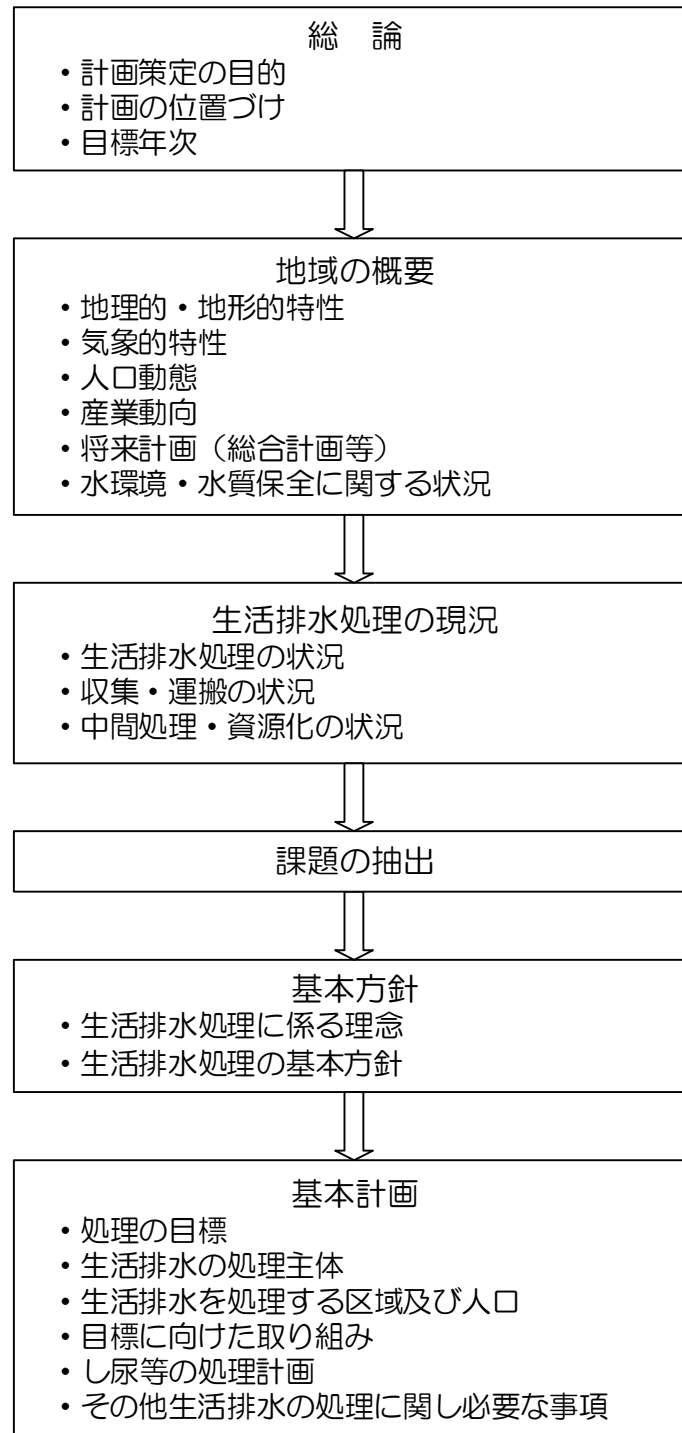 総　論
・計画策定の目的
・計画の位置づけ
・目標年次
地域の概要
・地理的・地形的特性
・気象的特性
・人口動態
・産業動向
・将来計画（総合計画等）
・水環境・水質保全に関する状況
生活排水処理の現況
・生活排水処理の状況
・収集・運搬の状況
・中間処理・資源化の状況
課題の抽出
基本方針
・生活排水処理に係る理念
・生活排水処理の基本方針
基本計画
・処理の目標
・生活排水の処理主体
・生活排水を処理する区域及び人口
・目標に向けた取り組み
・し尿等の処理計画
・その他生活排水の処理に関し必要な事項